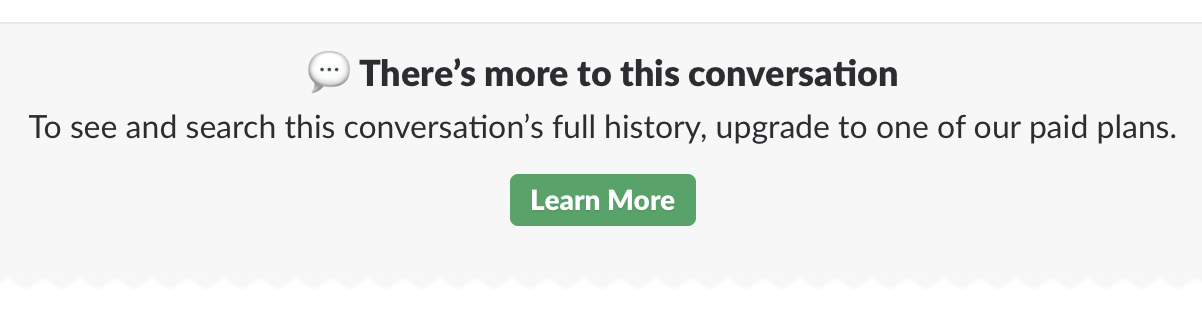 There’s more to this conversation
To see and search this conversation’s full history, upgrade to one of our paid plans.
Learn More